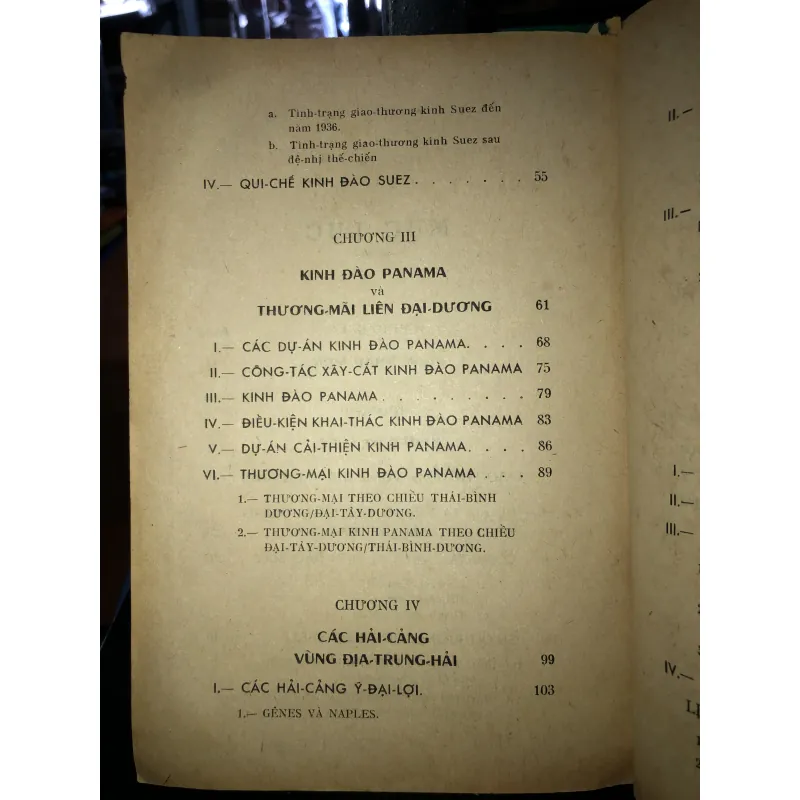 a. Tình-trạng giao-thương kinh Suez đến
năm 1936.
b. Tình-trạng giao-thương kinh Suez sau
đệ-nhị thế-chiến
IV.— QUI-CHẾ KINH ĐÀO SUEZ . . . . . . . 55
CHƯƠNG III
KINH ĐÀO PANAMA
và
THƯƠNG-MÃI LIÊN ĐẠI-DƯƠNG 61
I.— CÁC DỰ-ÁN KINH ĐÀO PANAMA. . . . . 68
II.— CÔNG-TÁC XÂY-CẤT KINH ĐÀO PANAMA 75
III.— KINH ĐÀO PANAMA . . . . . . . . . 79
IV.— ĐIỀU-KIỆN KHAI-THÁC KINH ĐÀO PANAMA 83
V.— DỰ-ÁN CẢI-THIỆN KINH PANAMA. . . . . 86
VI.— THƯƠNG-MẠI KINH ĐÀO PANAMA . . . 89
1.— THƯƠNG-MẠI THEO CHIỀU THÁI-BÌNH
DƯƠNG/ĐẠI-TÂY-DƯƠNG.
2.— THƯƠNG-MẠI KINH PANAMA THEO CHIỀU
ĐẠI-TÂY-DƯƠNG/THÁI-BÌNH-DƯƠNG.
CHƯƠNG IV
CÁC HẢI-CẢNG
VÙNG ĐỊA-TRUNG-HẢI 99
I.— CÁC HẢI-CẢNG Ý-ĐẠI-LỢI. 103
1.— GÊNES VÀ NAPLES.
II.—
III.—
I.—
II.—
III.—
IV.—